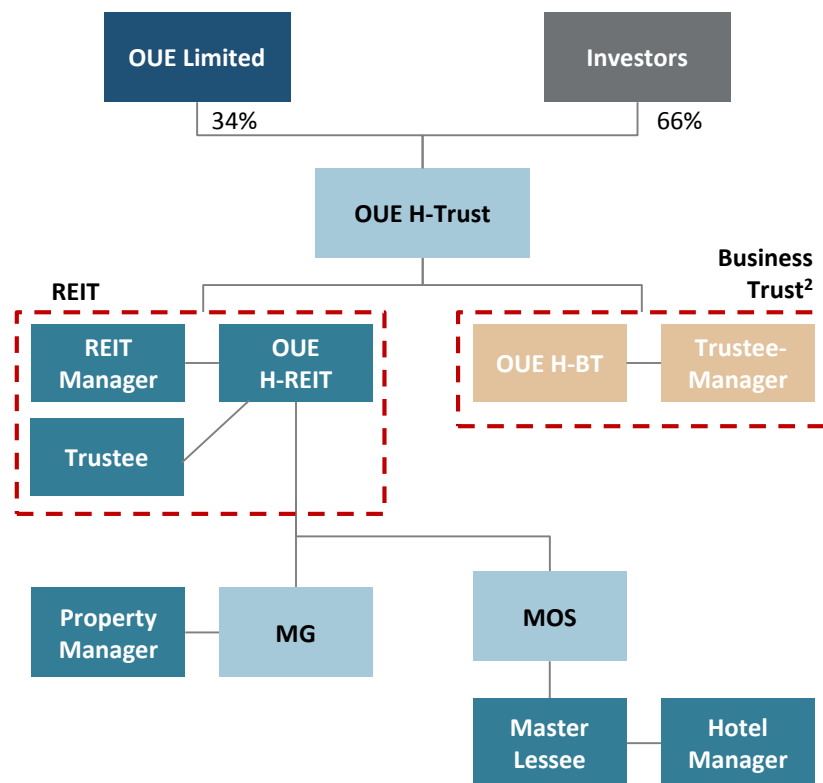 OUE Limited
Investors
34%
66%
OUE H-Trust
REIT
Business
Trust²
REIT
Manager
OUE
H-REIT
OUE H-BT
Trustee-
Manager
Trustee
Property
Manager
MG
MOS
Master
Lessee
Hotel
Manager